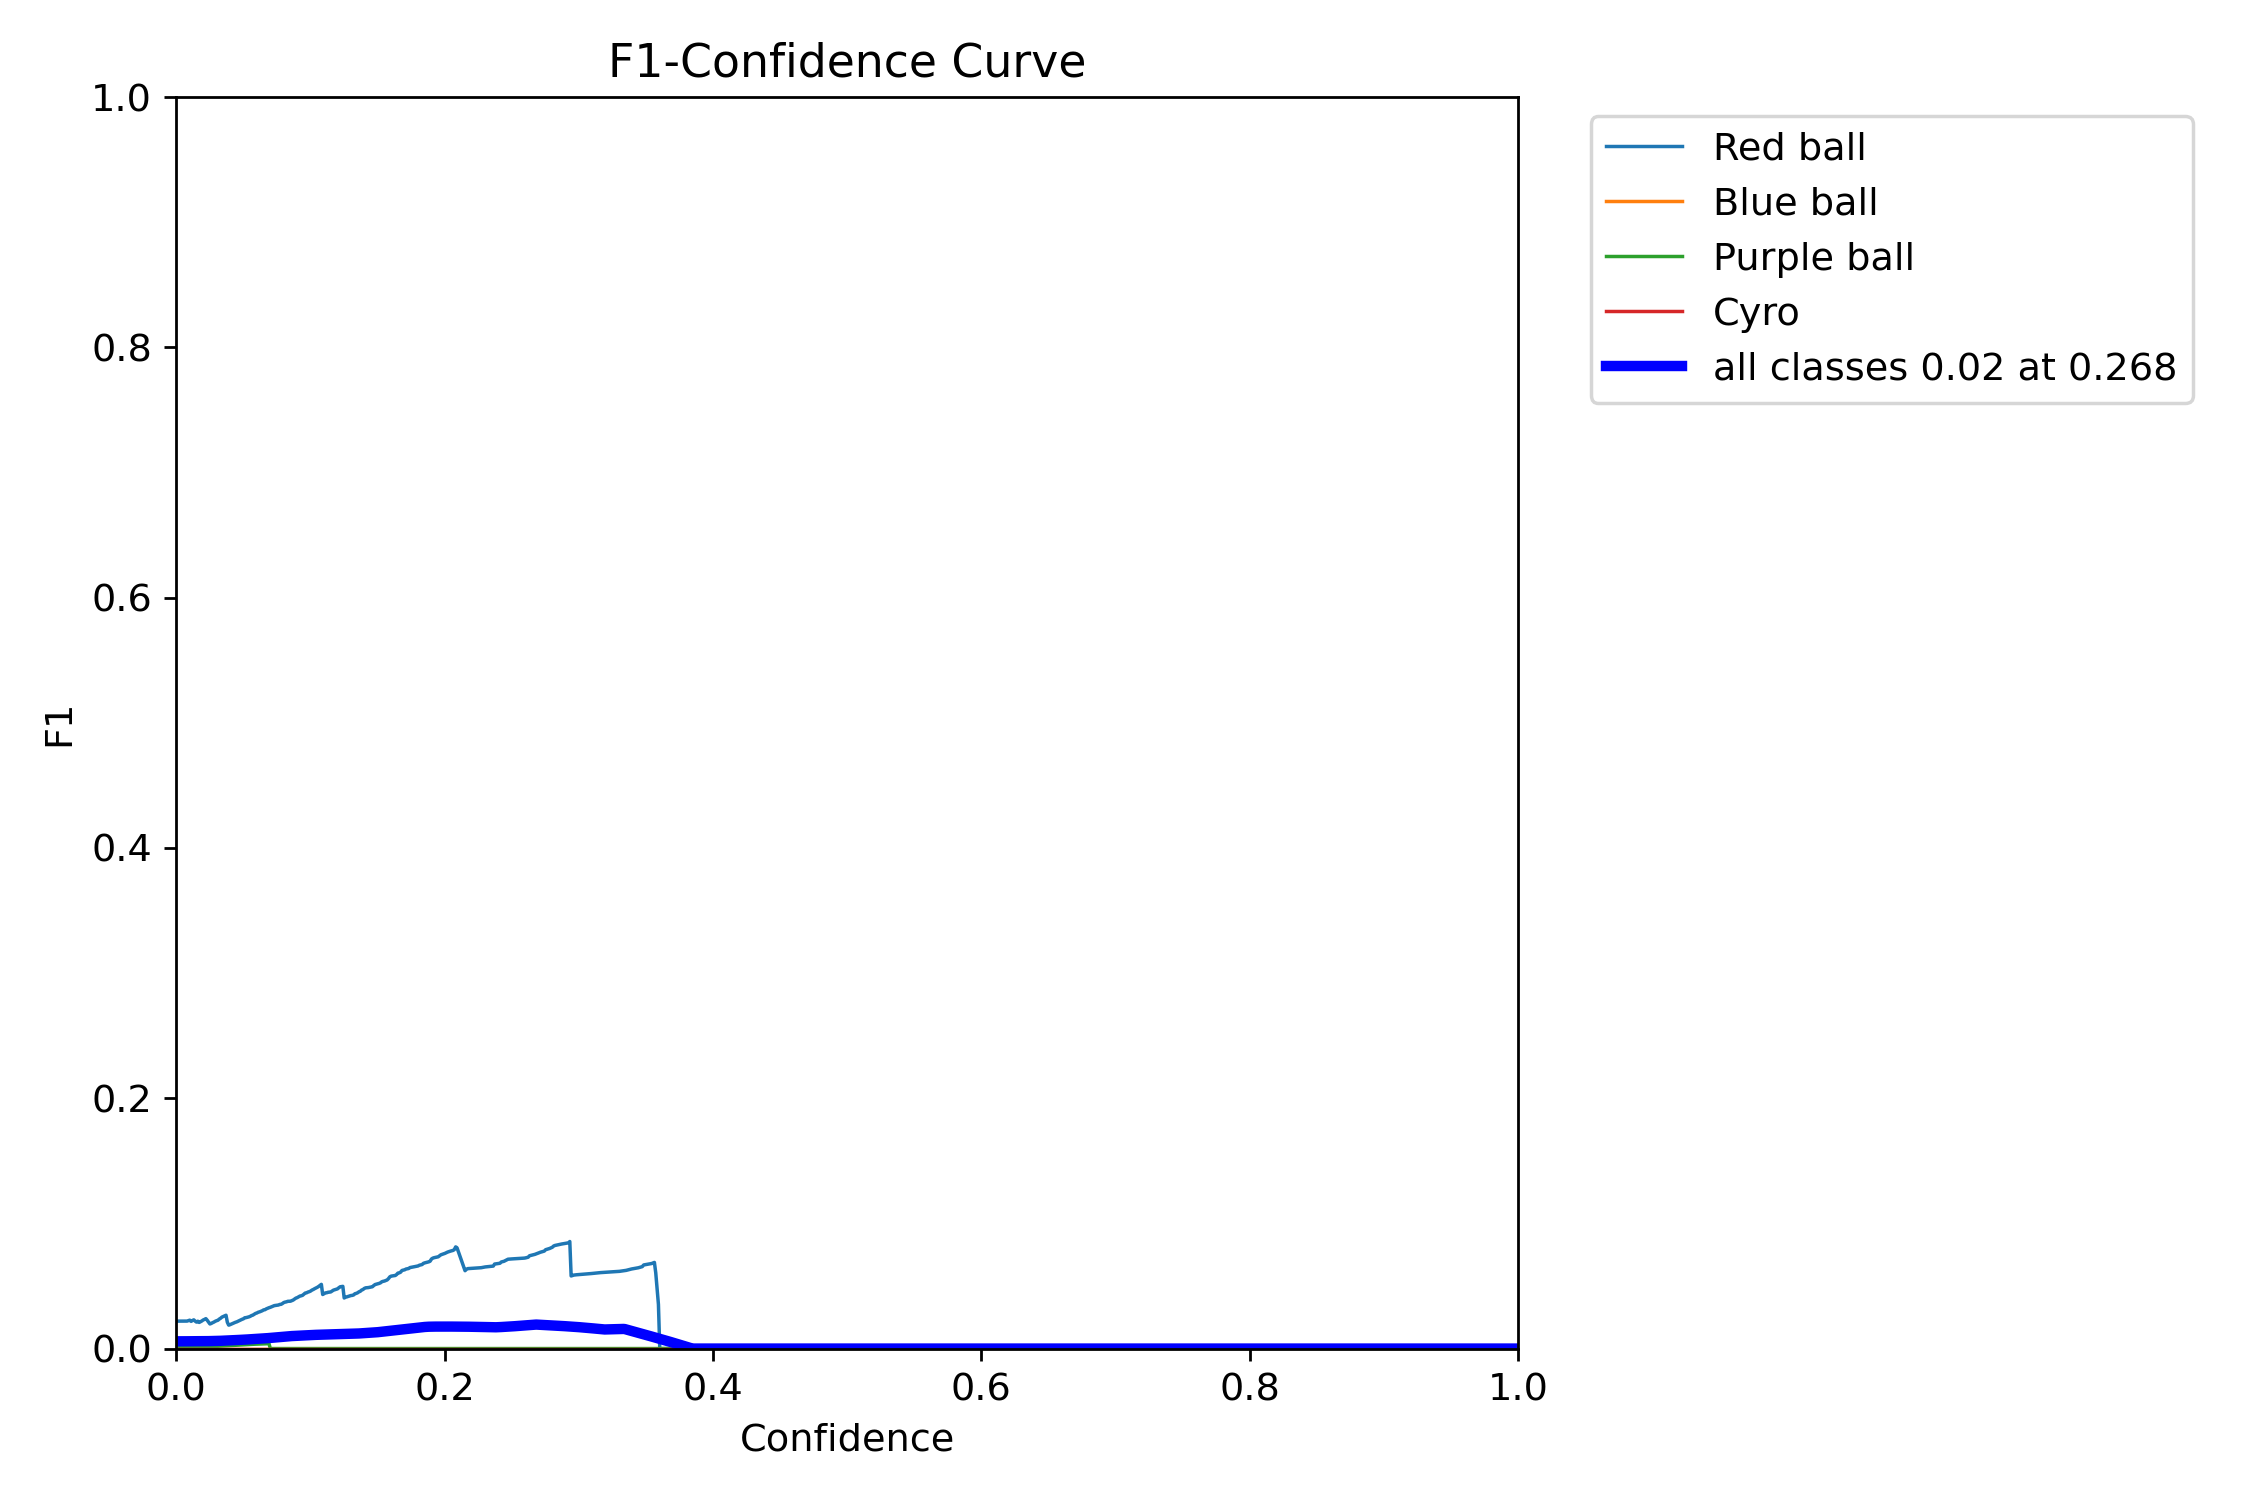 F1-Confidence Curve
1.0
0.8
0.6
0.4
0.2
0.0
F1
0.0 0.2 0.4 0.6 0.8 1.0
Confidence
Red ball
Blue ball
Purple ball
Cyro
all classes 0.02 at 0.268